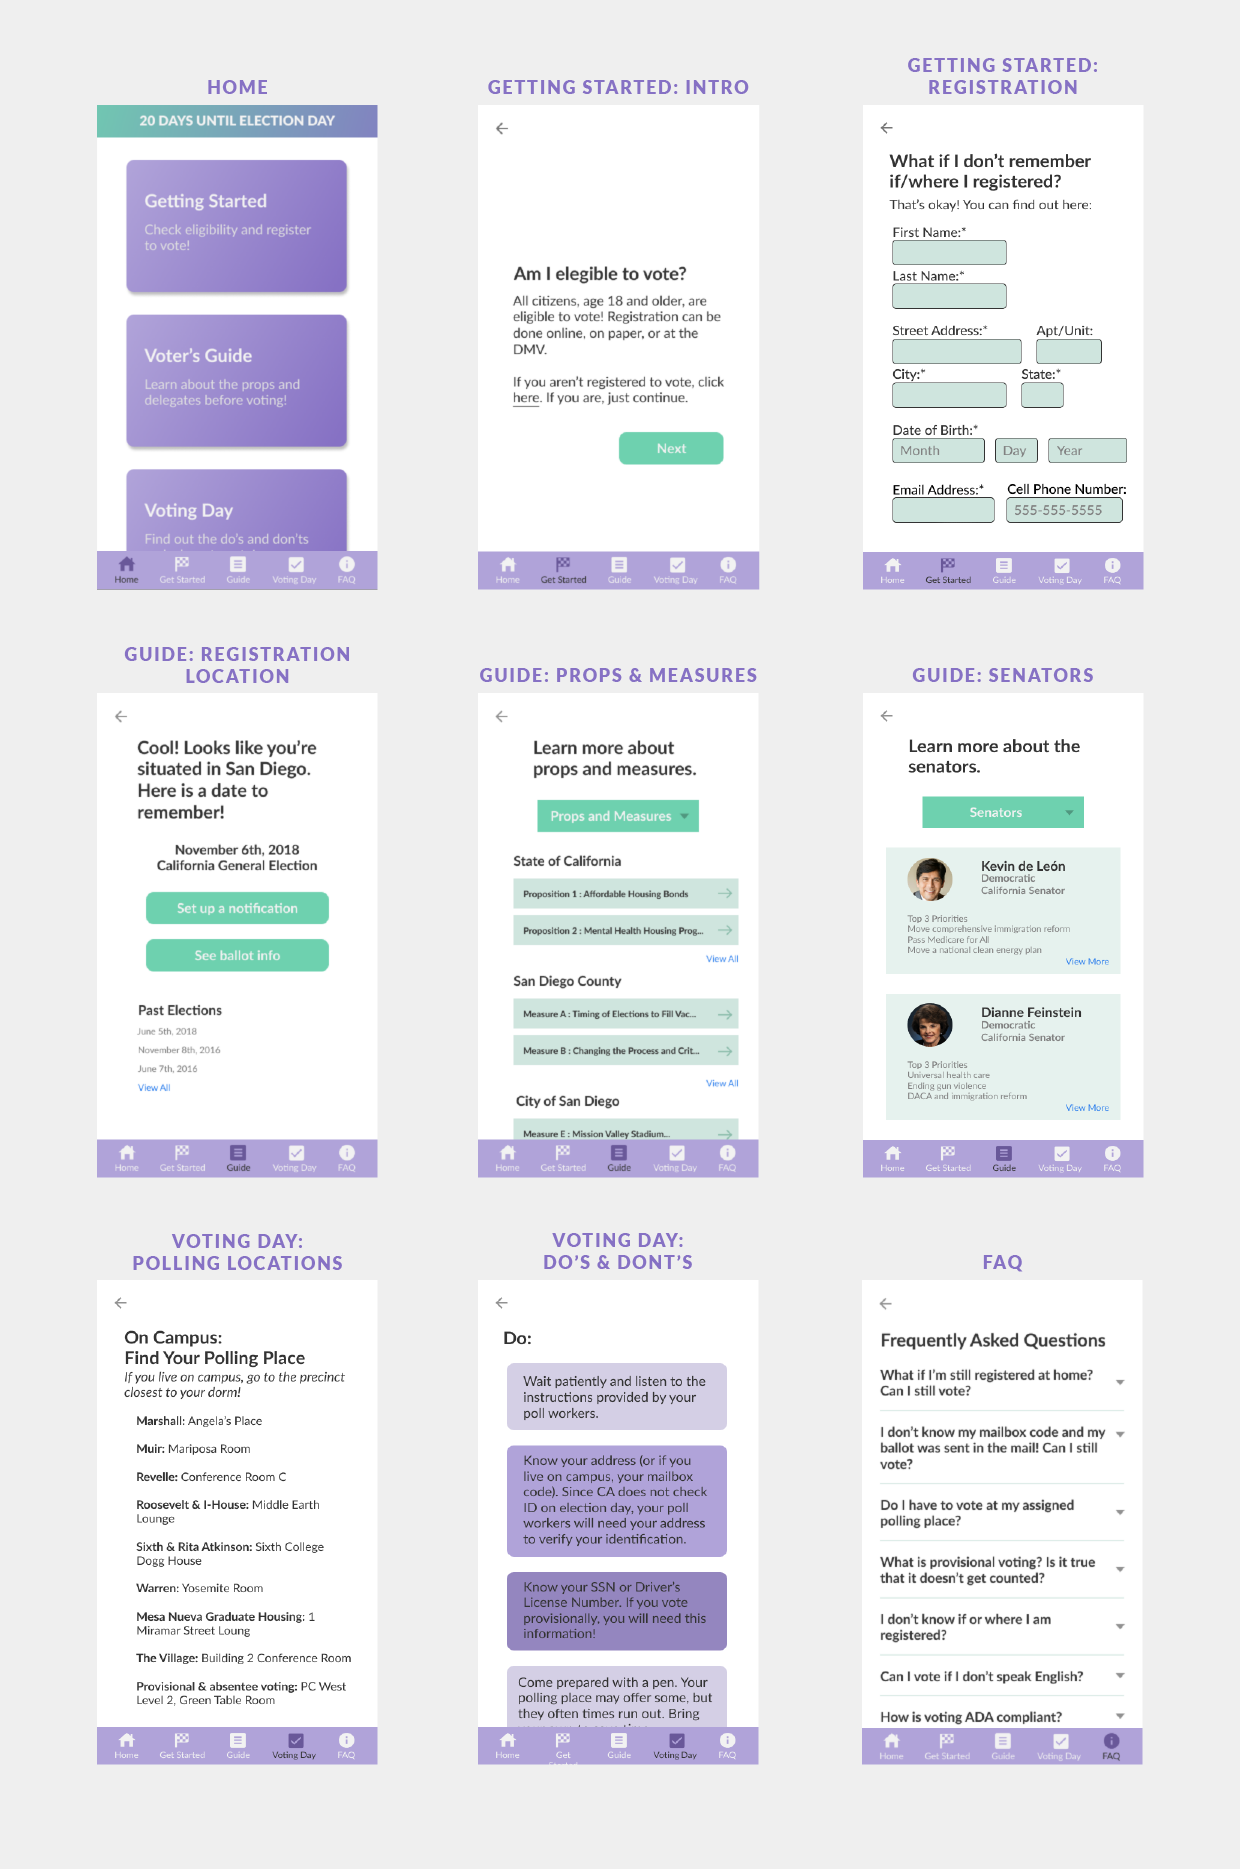 HOME
20 DAYS UNTIL ELECTION DAY
Getting Started
Check eligibility and register
to vote!
Voter's Guide
Learn about the props and
delegates before voting!
Voting Day
Find out the do's and don'ts
Home Get Started Guide Voting Day FAQ
GETTING STARTED: INTRO
Am I elegible to vote?
All citizens, age 18 and older, are
eligible to vote! Registration can be
done online, on paper, or at the
DMV.
If you aren't registered to vote, click
here. If you are, just continue.
Next
Home Get Started Guide Voting Day FAQ
GETTING STARTED:
REGISTRATION
What if I don't remember
if/where I registered?
That's okay! You can find out here:
First Name:*
Last Name:*
Street Address:* Apt/Unit:
City:* State:*
Date of Birth:*
Month Day Year
Email Address:* Cell Phone Number:
555-555-5555
Home Get Started Guide Voting Day FAQ
GUIDE: REGISTRATION
LOCATION
Cool! Looks like you're
situated in San Diego.
Here is a date to
remember!
November 6th, 2018
California General Election
Set up a notification
See ballot info
Past Elections
June 5th, 2018
November 8th, 2016
June 7th, 2016
View All
Home Get Started Guide Voting Day FAQ
GUIDE: PROPS & MEASURES
Learn more about
props and measures.
Props and Measures
State of California
Proposition 1 : Affordable Housing Bonds
Proposition 2 : Mental Health Housing Prog...
View All
San Diego County
Measure A : Timing of Elections to Fill Vac...
Measure B : Changing the Process and Crit...
View All
City of San Diego
Measure E : Mission Valley Stadium...
Home Get Started Guide Voting Day FAQ
GUIDE: SENATORS
Learn more about the
senators.
Senators
Kevin de León
Democratic
California Senator
Top 3 Priorities
Move comprehensive immigration reform
Pass Medicare for All
Move a national clean energy plan
View More
Dianne Feinstein
Democratic
California Senator
Top 3 Priorities
Universal health care
Ending gun violence
DACA and immigration reform
View More
Home Get Started Guide Voting Day FAQ
VOTING DAY:
POLLING LOCATIONS
On Campus:
Find Your Polling Place
If you live on campus, go to the precinct
closest to your dorm!
Marshall: Angela's Place
Muir: Mariposa Room
Revelle: Conference Room C
Roosevelt & I-House: Middle Earth
Lounge
Sixth & Rita Atkinson: Sixth College
Dogg House
Warren: Yosemite Room
Mesa Nueva Graduate Housing: 1
Miramar Street Loung
The Village: Building 2 Conference Room
Provisional & absentee voting: PC West
Level 2, Green Table Room
Home Get Started Guide Voting Day FAQ
VOTING DAY:
DO'S & DONT'S
Do:
Wait patiently and listen to the
instructions provided by your
poll workers.
Know your address (or if you
live on campus, your mailbox
code). Since CA does not check
ID on election day, your poll
workers will need your address
to verify your identification.
Know your SSN or Driver's
License Number. If you vote
provisionally, you will need this
information!
Come prepared with a pen. Your
polling place may offer some, but
they often times run out. Bring
Home Get Guide Voting Day FAQ
FAQ
Frequently Asked Questions
What if I'm still registered at home?
Can I still vote?
I don't know my mailbox code and my
ballot was sent in the mail! Can I still
vote?
Do I have to vote at my assigned
polling place?
What is provisional voting? Is it true
that it doesn't get counted?
I don't know if or where I am
registered?
Can I vote if I don't speak English?
How is voting ADA compliant?
Home Get Started Guide Voting Day FAQ